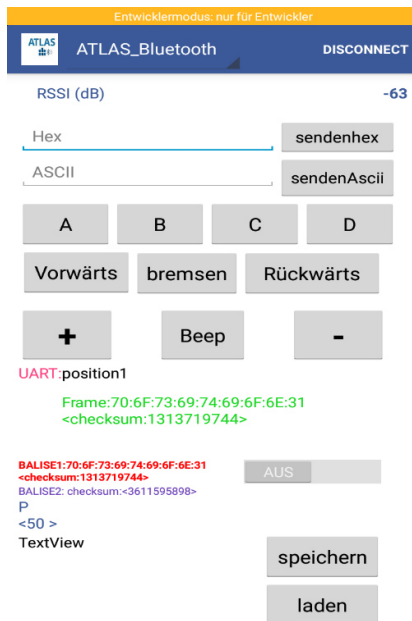 Entwicklermodus: nur für Entwickler
ATLAS
ATLAS_Bluetooth DISCONNECT
RSSI (dB) -63
Hex sendenhex
ASCII sendenAscii
A B C D
Vorwärts bremsen Rückwärts
+ Beep -
UART:position1
Frame:70:6F:73:69:74:69:6F:6E:31
<checksum:1313719744>
BALISE1:70:6F:73:69:74:69:6F:6E:31
<checksum:1313719744>
AUS
BALISE2: checksum:<3611595898>
P
<50 >
TextView
speichern
laden